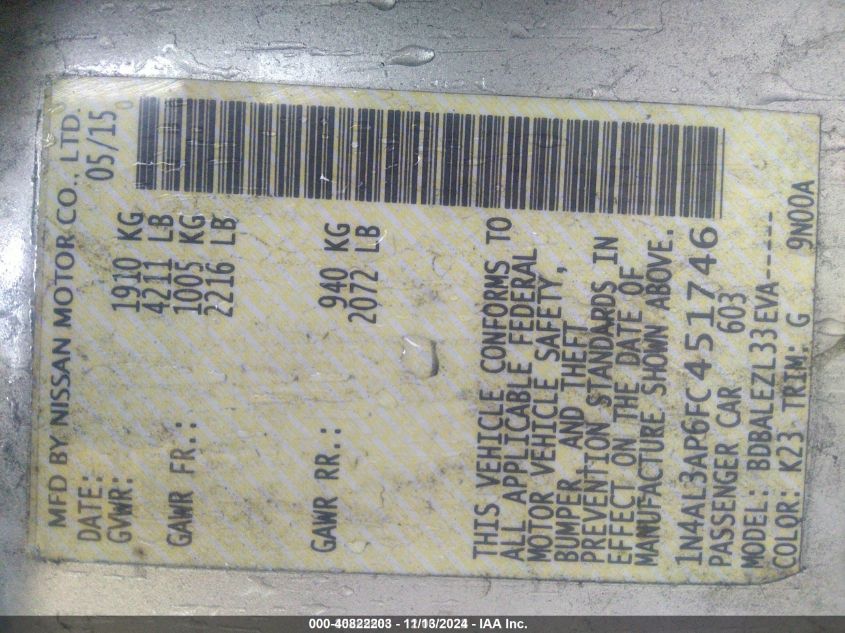 MFD BY NISSAN MOTOR CO., LTD.
DATE: 05/15
GVWR: 1910 KG
4211 LB
GAWR FR.: 1005 KG
2216 LB
GAWR RR.: 940 KG
2072 LB
THIS VEHICLE CONFORMS TO
ALL APPLICABLE FEDERAL
MOTOR VEHICLE SAFETY,
BUMPER AND THEFT
PREVENTION STANDARDS IN
EFFECT ON THE DATE OF
MANUFACTURE SHOWN ABOVE.
1N4AL3AP6FC451746
PASSENGER CAR 603
MODEL: BDBALEZL33EVA-----
COLOR: K23 TRIM: G 9N00A
000-40822203 - 11/13/2024 - IAA Inc.